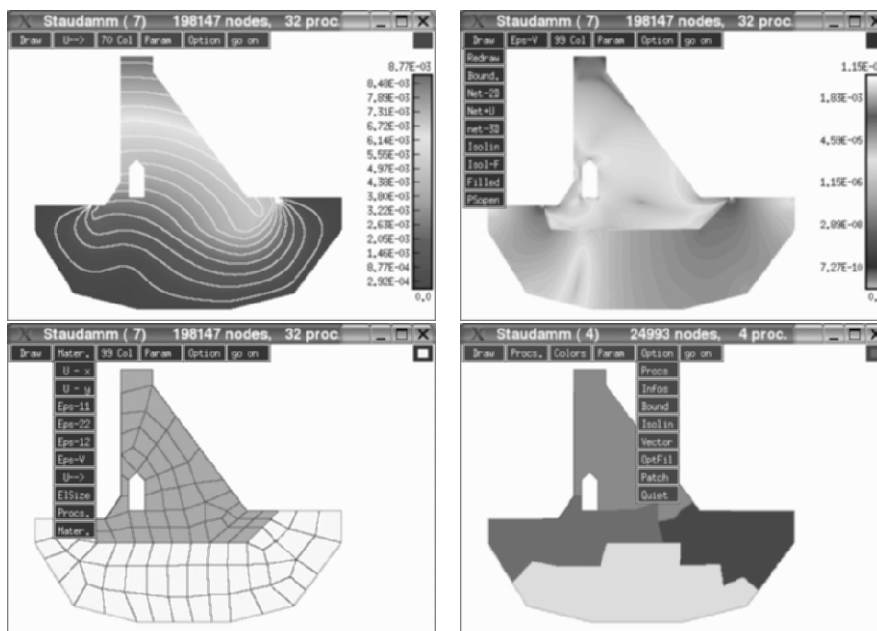 Staudamm ( 7) 198147 nodes, 32 proc.
Draw U--> 70 Col Param Option go on
8.77E-03
8.48E-03
7.89E-03
7.31E-03
6.72E-03
6.14E-03
5.55E-03
4.97E-03
4.38E-03
3.80E-03
3.22E-03
2.63E-03
2.05E-03
1.46E-03
8.77E-04
2.92E-04
0.0
Staudamm ( 7) 198147 nodes, 32 proc.
Draw Eps-V 99 Col Param Option go on
Redraw
Bound.
Net-2D
Net+U
net-3D
Isolin
Isol-F
Filled
PSopen
1.15E-0
1.83E-03
4.59E-05
1.15E-06
2.89E-08
7.27E-10
0.0
Staudamm ( 7) 198147 nodes, 32 proc.
Draw Mater. 99 Col Param Option go on
U - x
U - y
Eps-11
Eps-22
Eps-12
Eps-V
U-->
ElSize
Procs.
Mater.
Staudamm ( 4) 24993 nodes, 4 proc.
Draw Procs. Colors Param Option go on
Procs
Infos
Bound
Isolin
Vector
OptFil
Patch
Quiet